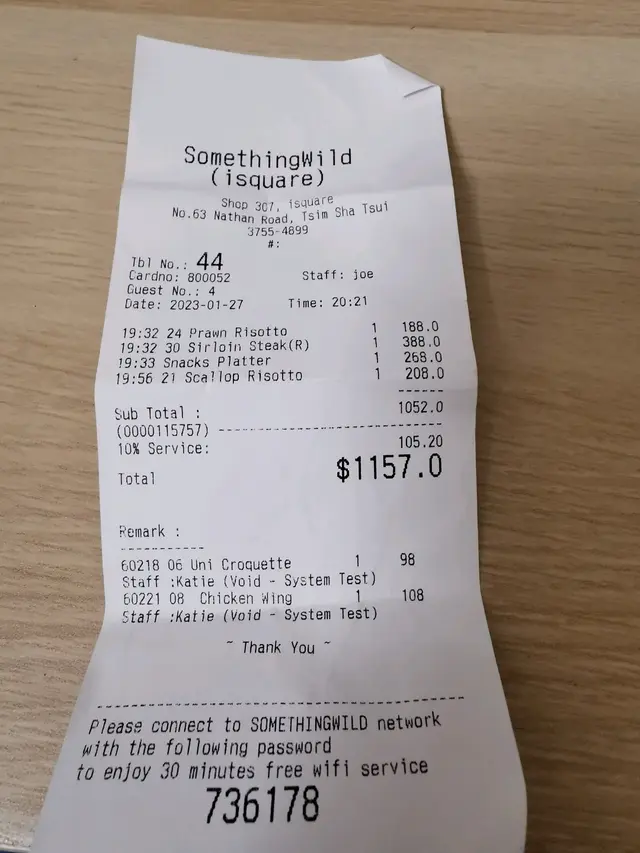 SomethingWild
(isquare)
Shop 307, isquare
No.63 Nathan Road, Tsim Sha Tsui
3755-4899
#:
Tbl No.: 44
Cardno: 800052 Staff: joe
Guest No.: 4
Date: 2023-01-27 Time: 20:21
19:32 24 Prawn Risotto 1 188.0
19:32 30 Sirloin Steak(R) 1 388.0
19:33 Snacks Platter 1 268.0
19:56 21 Scallop Risotto 1 208.0
------
Sub Total : 1052.0
(0000115757) ------------------------
10% Service: 105.20
Total $1157.0
Remark :
-----------
60218 06 Uni Croquette 1 98
Staff :Katie (Void - System Test)
60221 08 Chicken Wing 1 108
Staff :Katie (Void - System Test)
~ Thank You ~
----------------------------------------
Please connect to SOMETHINGWILD network
with the following password
to enjoy 30 minutes free wifi service
736178